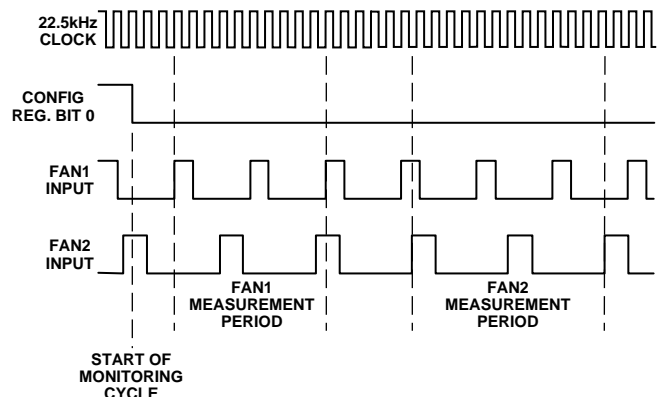 22.5kHz
CLOCK
CONFIG
REG. BIT 0
FAN1
INPUT
FAN2
INPUT
FAN1
MEASUREMENT
PERIOD
FAN2
MEASUREMENT
PERIOD
START OF
MONITORING
CYCLE